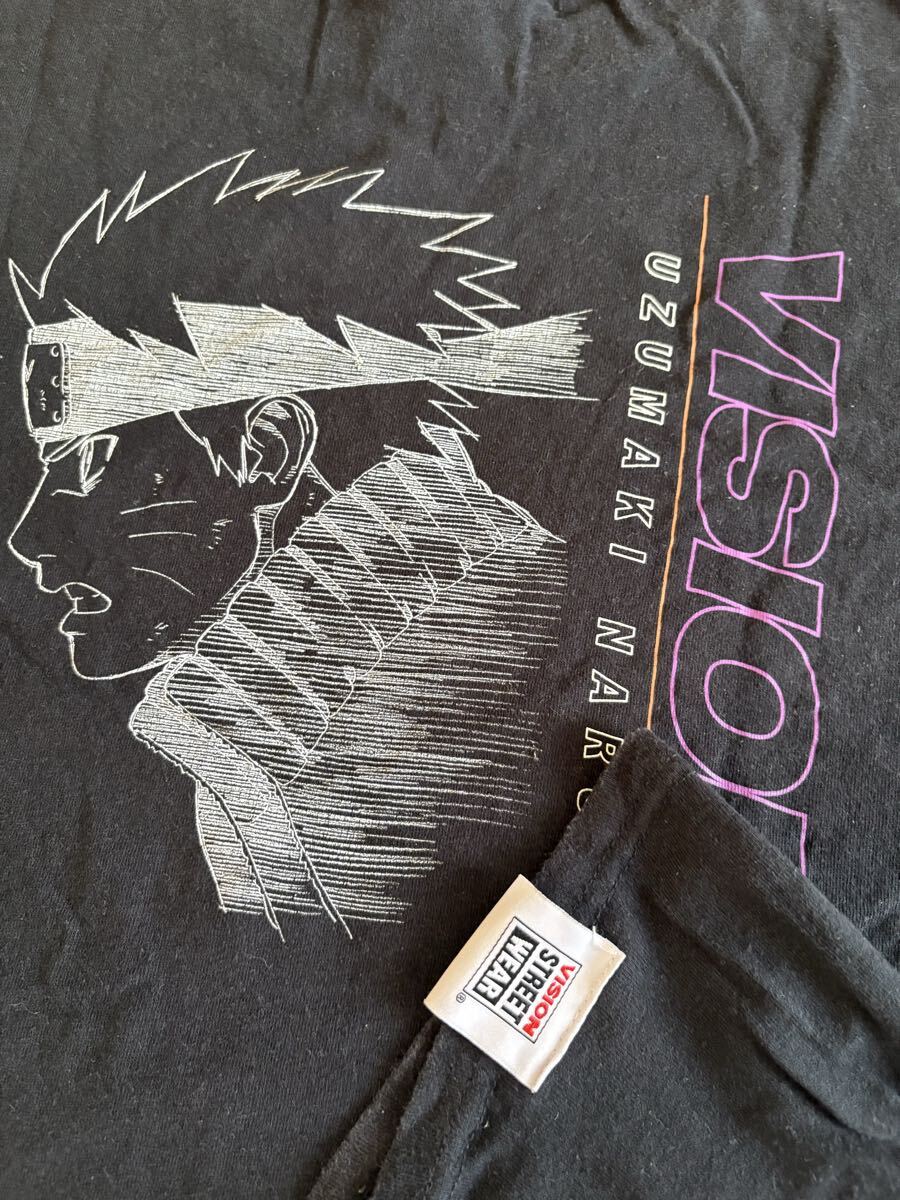 VISIO
UZUMAKI NAR
VISION
STREET
WEAR
®